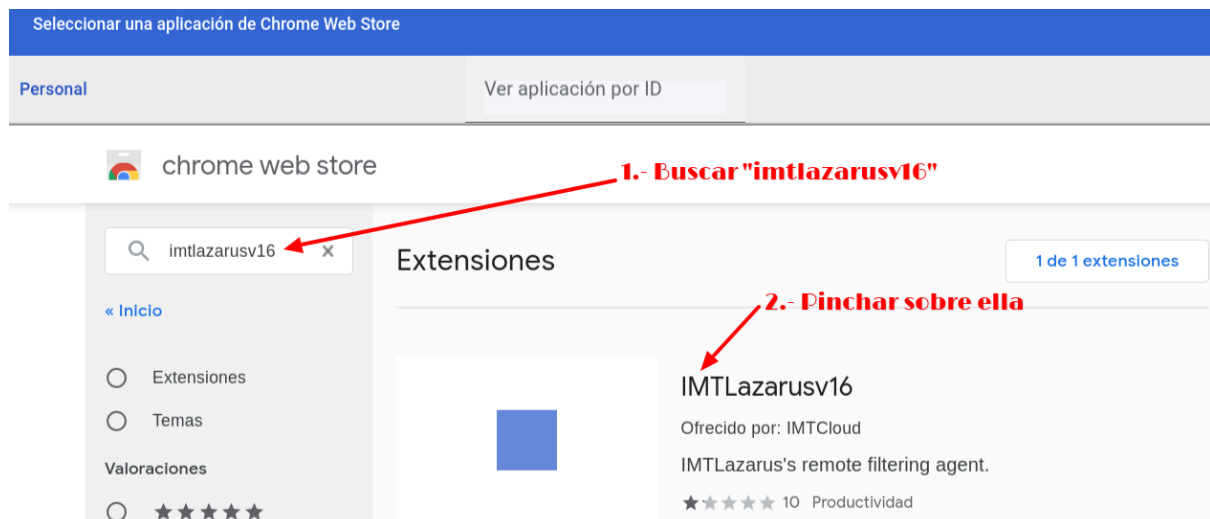 Seleccionar una aplicación de Chrome Web Store
Personal
Ver aplicación por ID
chrome web store
1.- Buscar "imtlazarusv16"
imtlazarusv16 ×
Extensiones
1 de 1 extensiones
« Inicio
2.- Pinchar sobre ella
Extensiones
Temas
Valoraciones
IMTLazarusv16
Ofrecido por: IMTCloud
IMTLazarus's remote filtering agent.
10 Productividad